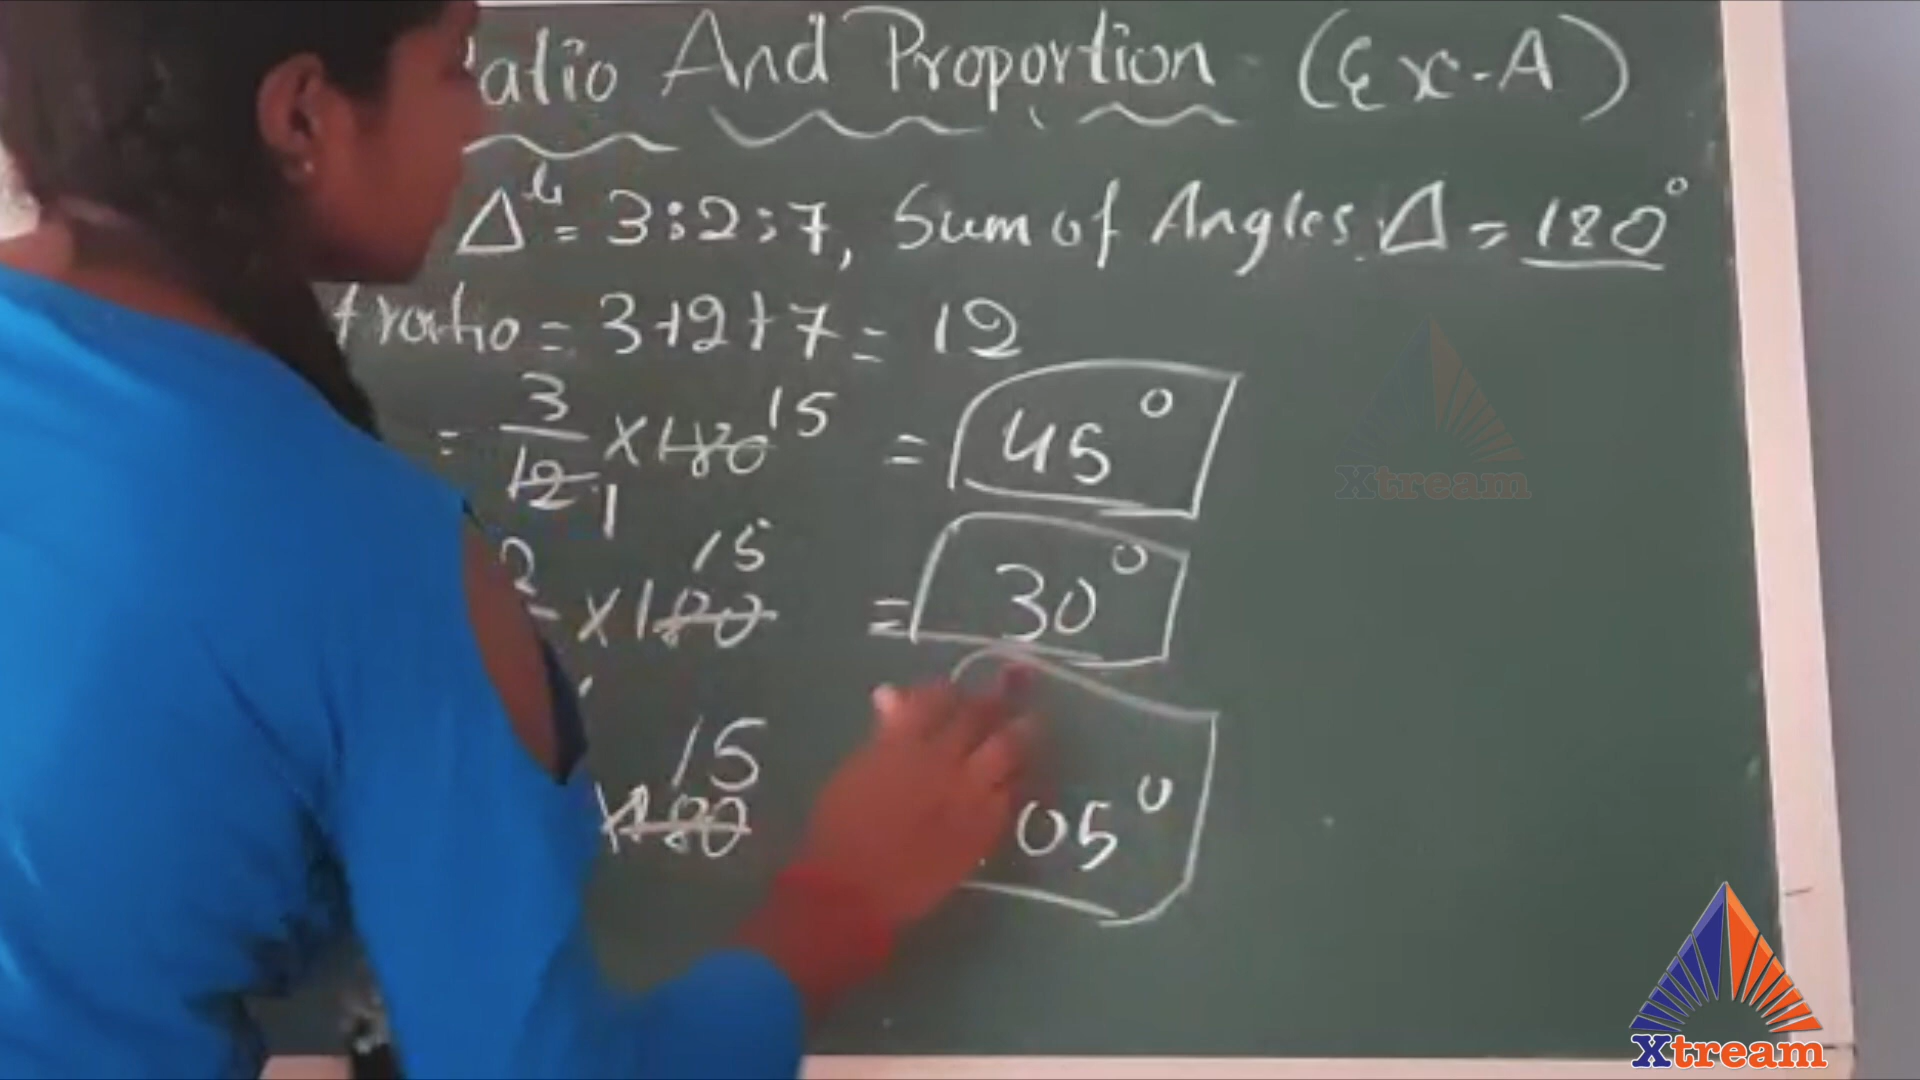 atio And Proportion (Ex-A)
Δ = 3:2:7, Sum of Angles Δ = 180°
ratio = 3+2+7 = 12
= 3/12 1 ×180 15 = 45°
2 ×180 15 = 30°
×180 15 05°
Xtream
Xtream